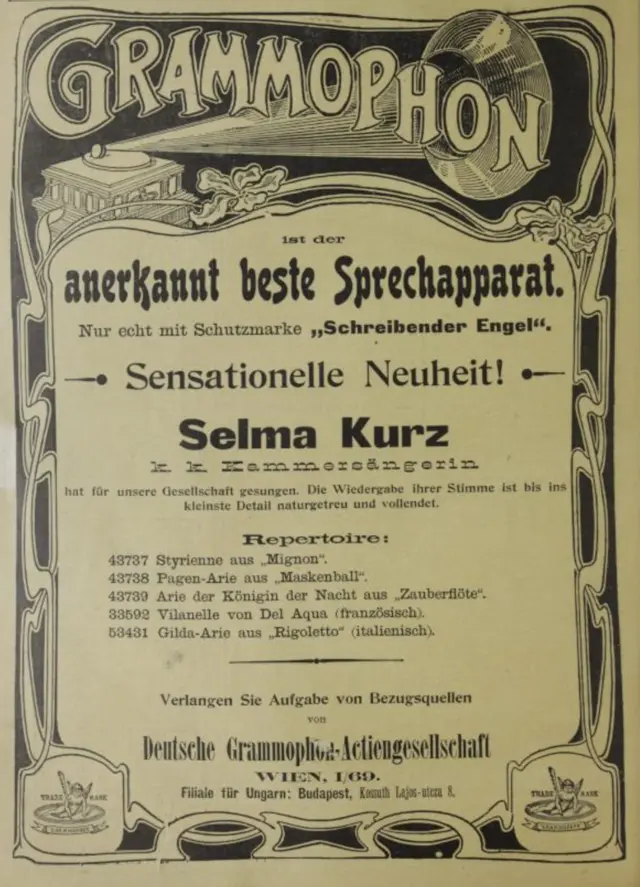 GRAMMOPHON
ist der
anerkannt beste Sprechapparat.
Nur echt mit Schutzmarke „Schreibender Engel“.
Sensationelle Neuheit!
Selma Kurz
k. k. Kammersängerin
hat für unsere Gesellschaft gesungen. Die Wiedergabe ihrer Stimme ist bis ins
kleinste Detail naturgetreu und vollendet.
Repertoire:
43737 Styrienne aus „Mignon“.
43738 Pagen-Arie aus „Maskenball“.
43739 Arie der Königin der Nacht aus „Zauberflöte“.
33592 Vilanelle von Del Aqua (französisch).
53431 Gilda-Arie aus „Rigoletto“ (italienisch).
Verlangen Sie Aufgabe von Bezugsquellen
von
Deutsche Grammophon-Actiengesellschaft
WIEN, I/69.
Filiale für Ungarn: Budapest, Kossuth Lajos-utcza 8.
TRADE MARK
TRADE MARK